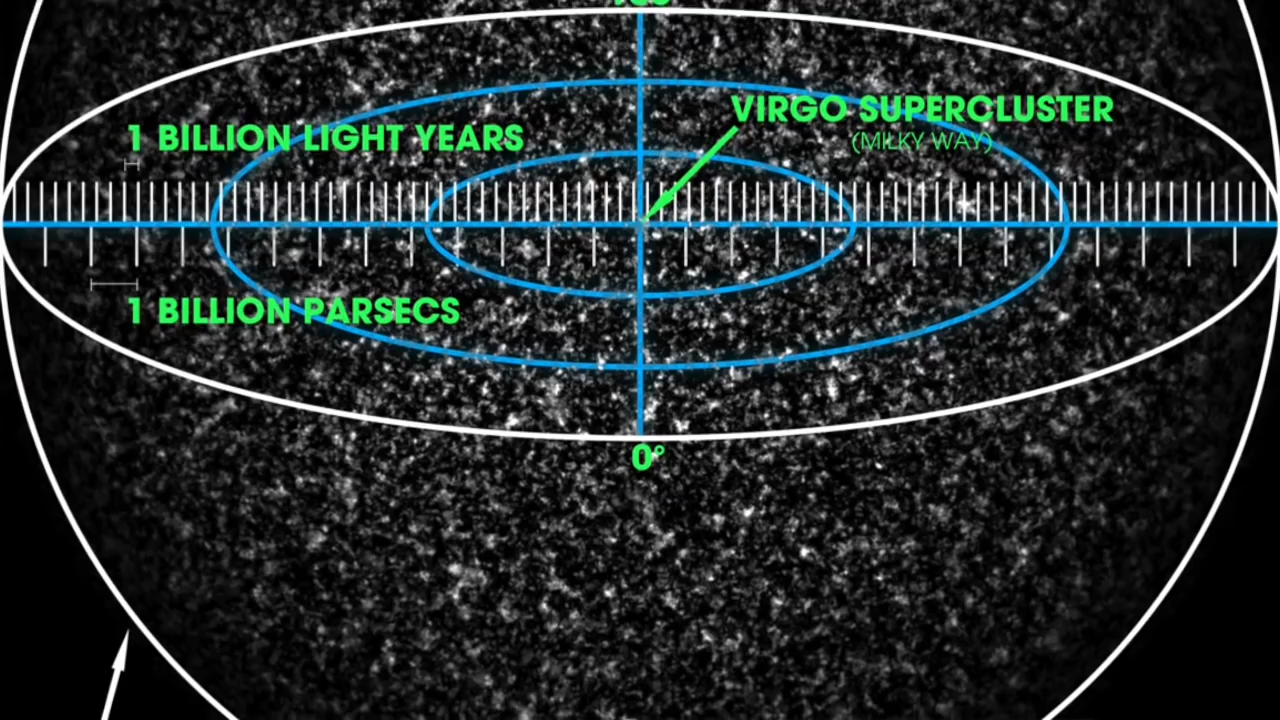 VIRGO SUPERCLUSTER
(MILKY WAY)
1 BILLION LIGHT YEARS
1 BILLION PARSECS
0°